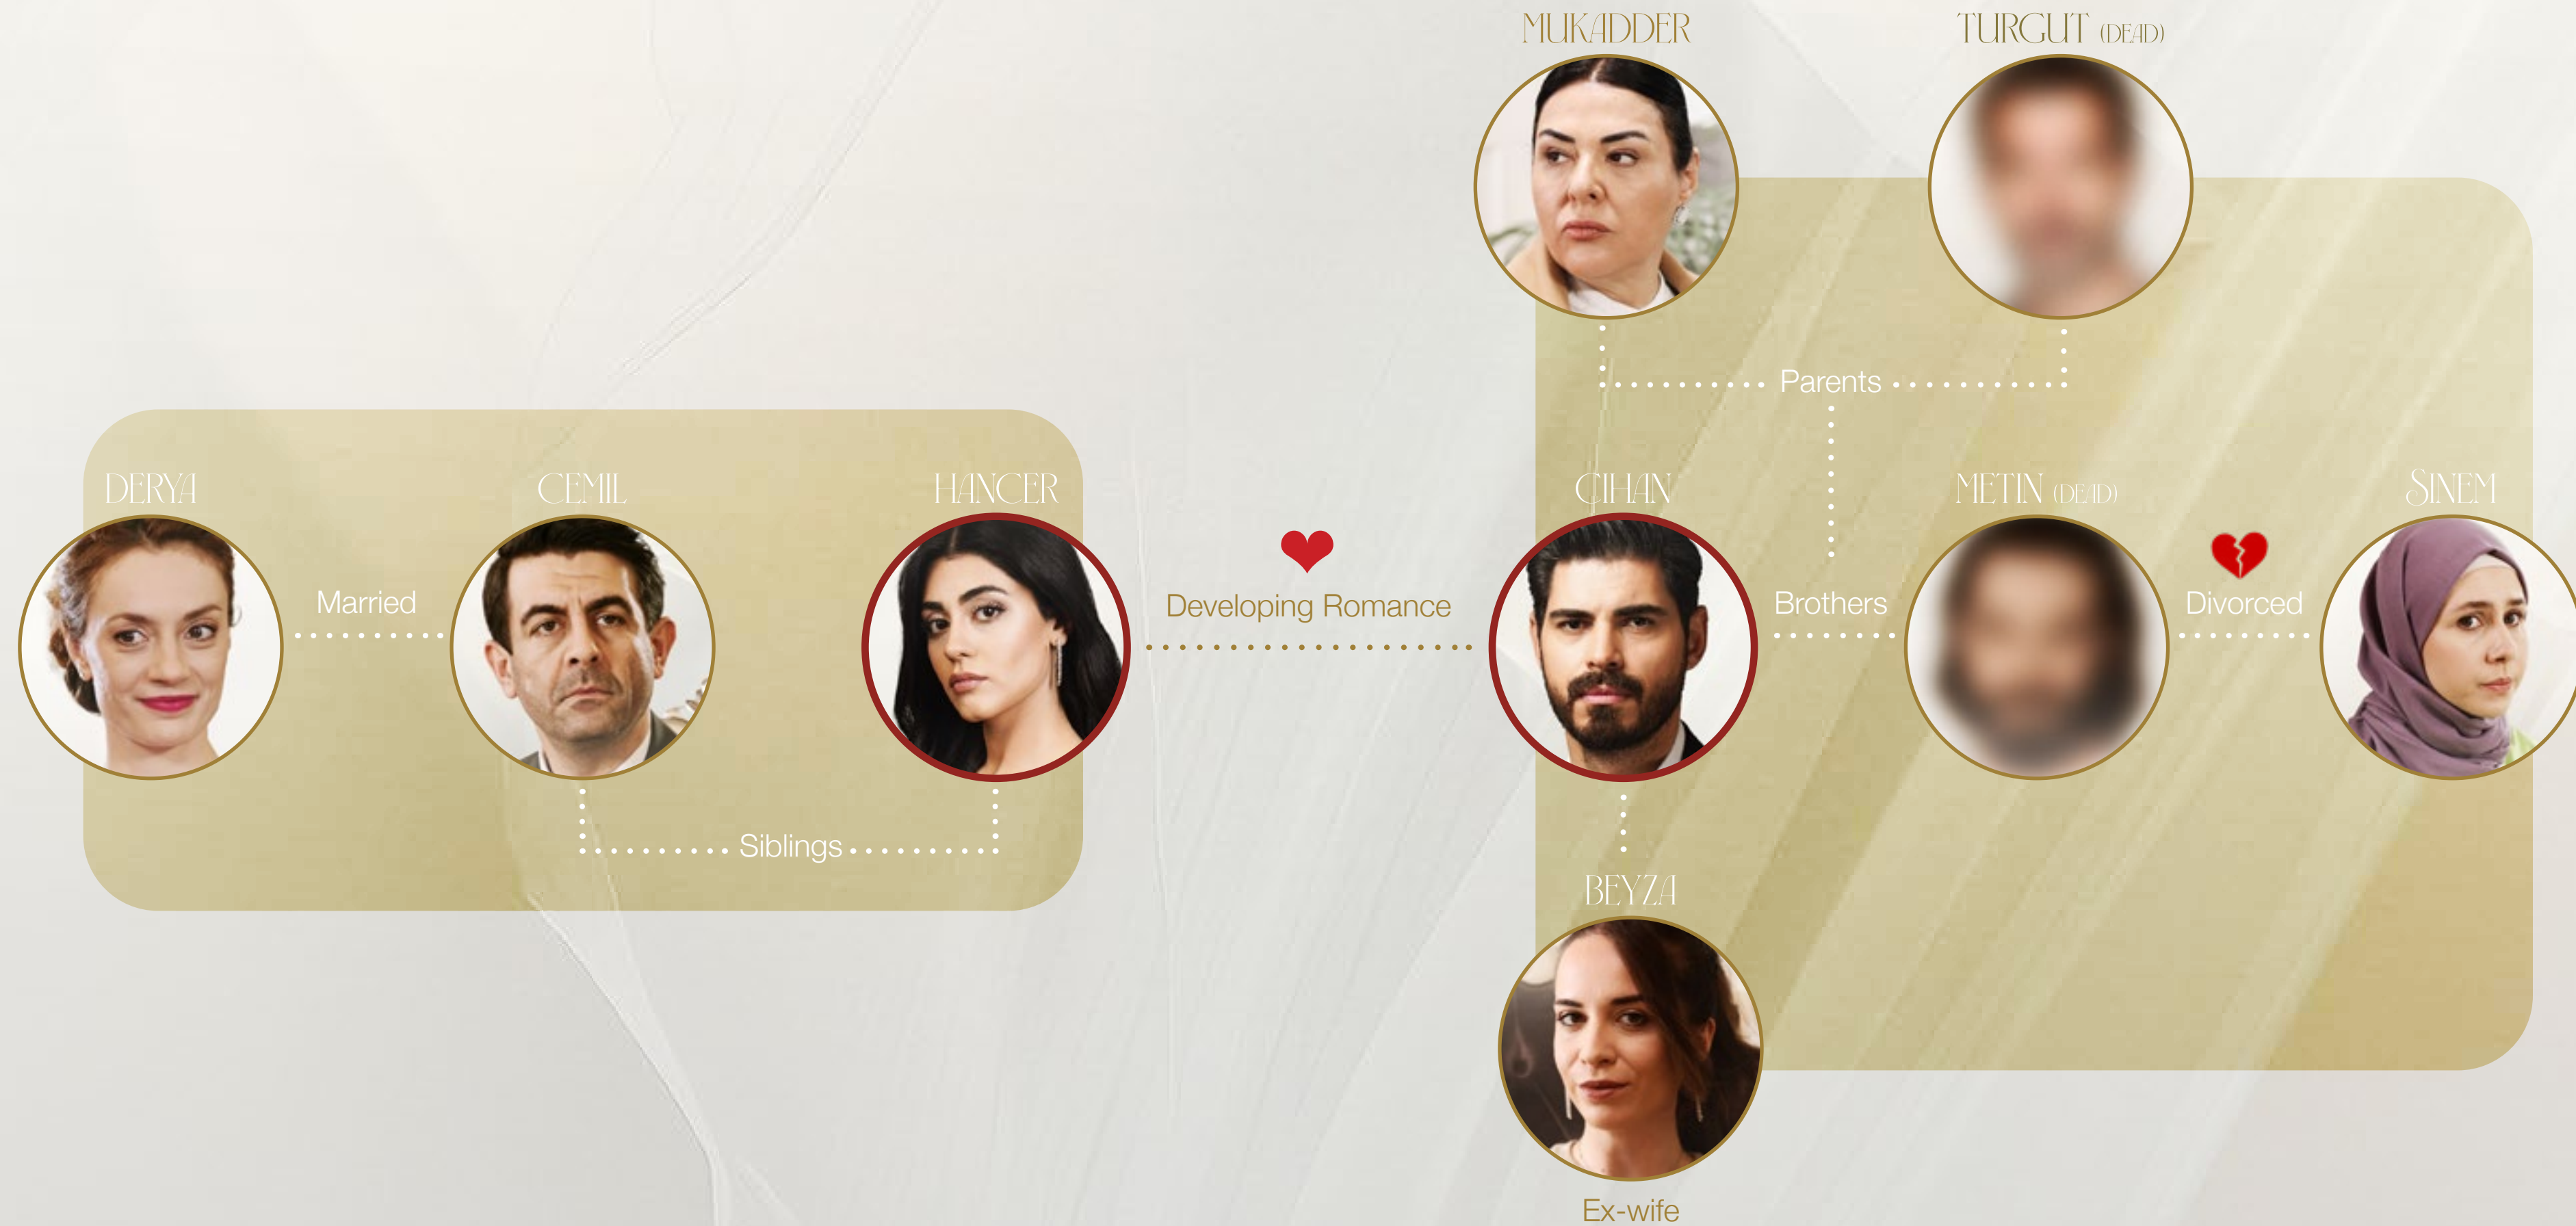 MUKADDER
TURGUT (DEAD)
Parents
DERYA
CEMIL
HANCER
CIHAN
METIN (DEAD)
SINEM
Married
Developing Romance
Brothers
Divorced
Siblings
BEYZA
Ex-wife